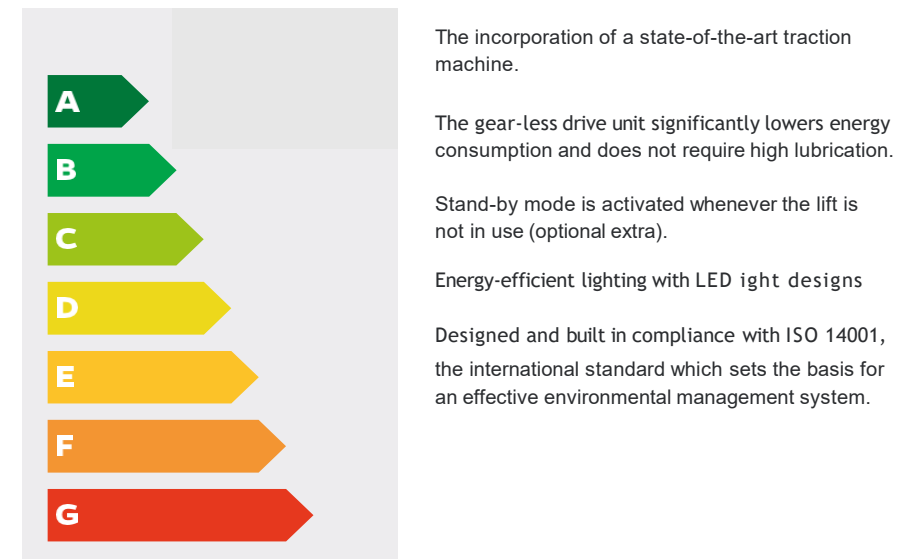 A
B
C
D
E
F
G
The incorporation of a state-of-the-art traction
machine.
The gear-less drive unit significantly lowers energy
consumption and does not require high lubrication.
Stand-by mode is activated whenever the lift is
not in use (optional extra).
Energy-efficient lighting with LED ight designs
Designed and built in compliance with ISO 14001,
the international standard which sets the basis for
an effective environmental management system.